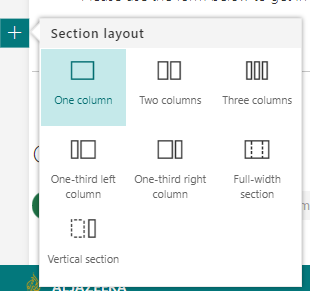 Section layout
One column
Two columns
Three columns
One-third left
column
One-third right
column
Full-width
section
Vertical section